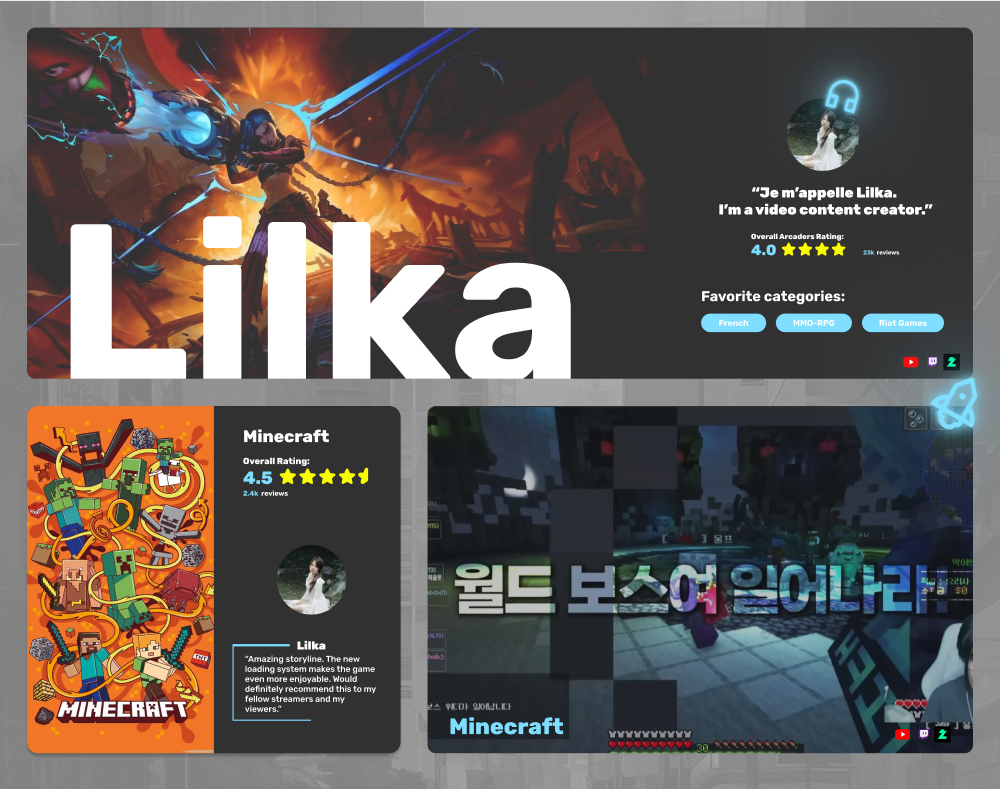 Lilka
“Je m’appelle Lilka.
I’m a video content creator.”
Overall Arcaders Rating:
4.0
23k reviews
Favorite categories:
French
MMO-RPG
Riot Games
Minecraft
Overall Rating:
4.5
2.4k reviews
Lilka
“Amazing storyline. The new
loading system makes the game
even more enjoyable. Would
definitely recommend this to my
fellow streamers and my
viewers.”
TNT
MINECRAFT
월드 보스여 일어나라!!
$0
Minecraft
30